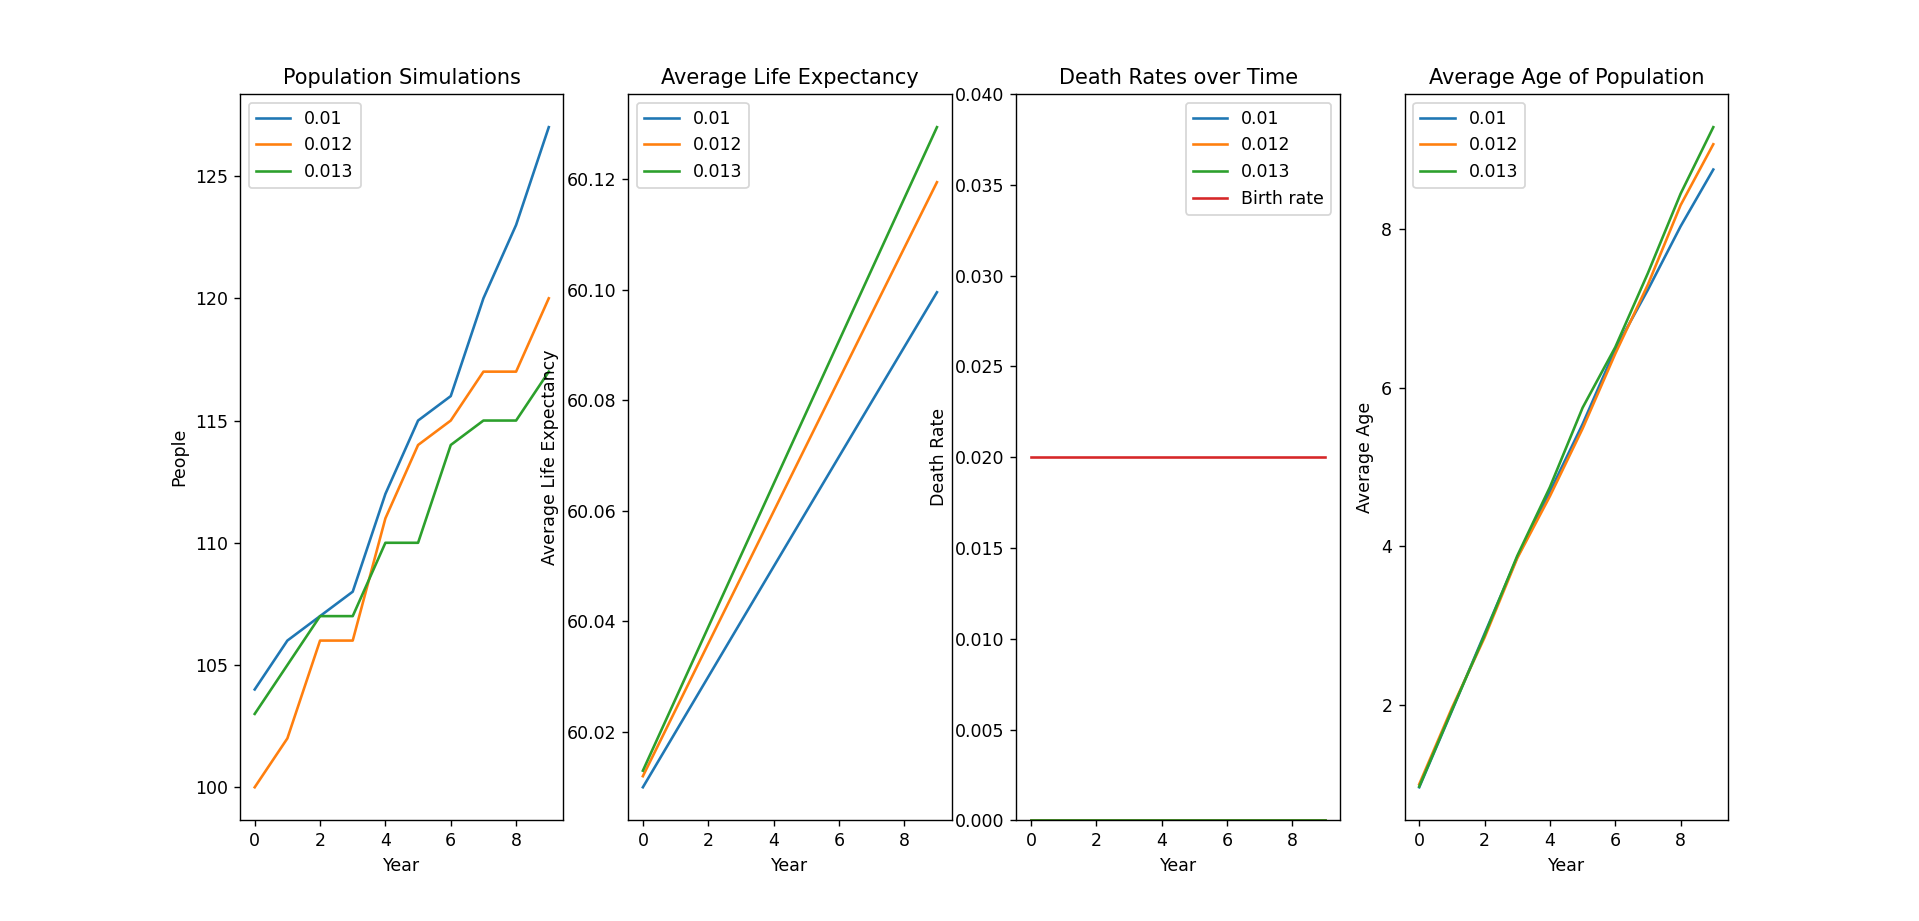 Population Simulations
0.01
0.012
0.013
125
120
115
110
105
100
People
0 2 4 6 8
Year
Average Life Expectancy
0.01
0.012
0.013
60.12
60.10
60.08
60.06
60.04
60.02
Average Life Expectancy
0 2 4 6 8
Year
Death Rates over Time
0.01
0.012
0.013
Birth rate
0.040
0.035
0.030
0.025
0.020
0.015
0.010
0.005
0.000
Death Rate
0 2 4 6 8
Year
Average Age of Population
0.01
0.012
0.013
8
6
4
2
Average Age
0 2 4 6 8
Year